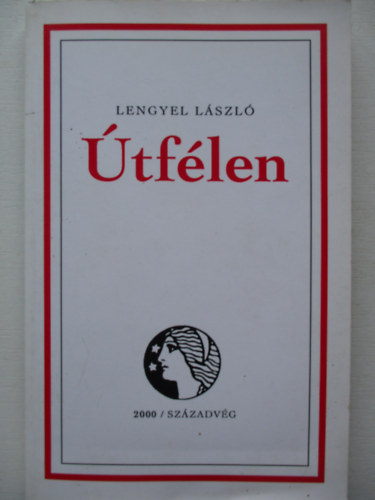 LENGYEL LÁSZLÓ
Útfélen
2000 / SZÁZADVÉG